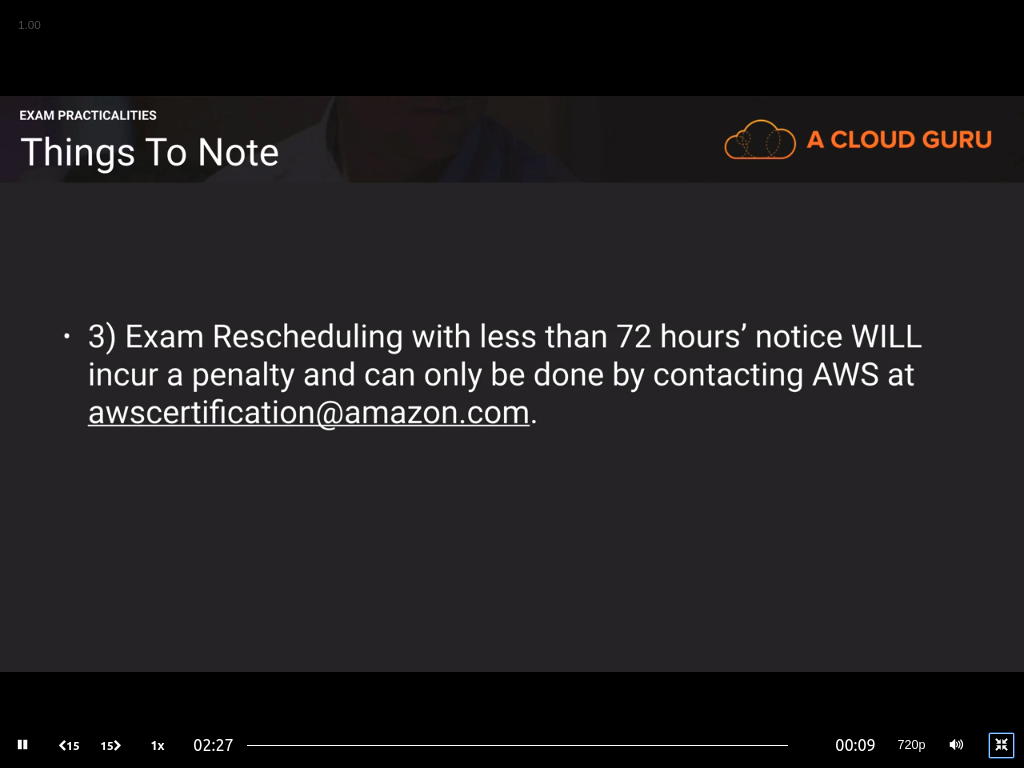 1.00
EXAM PRACTICALITIES
Things To Note
A CLOUD GURU
• 3) Exam Rescheduling with less than 72 hours’ notice WILL
incur a penalty and can only be done by contacting AWS at
awscertification@amazon.com.
15 15 1x 02:27 00:09 720p